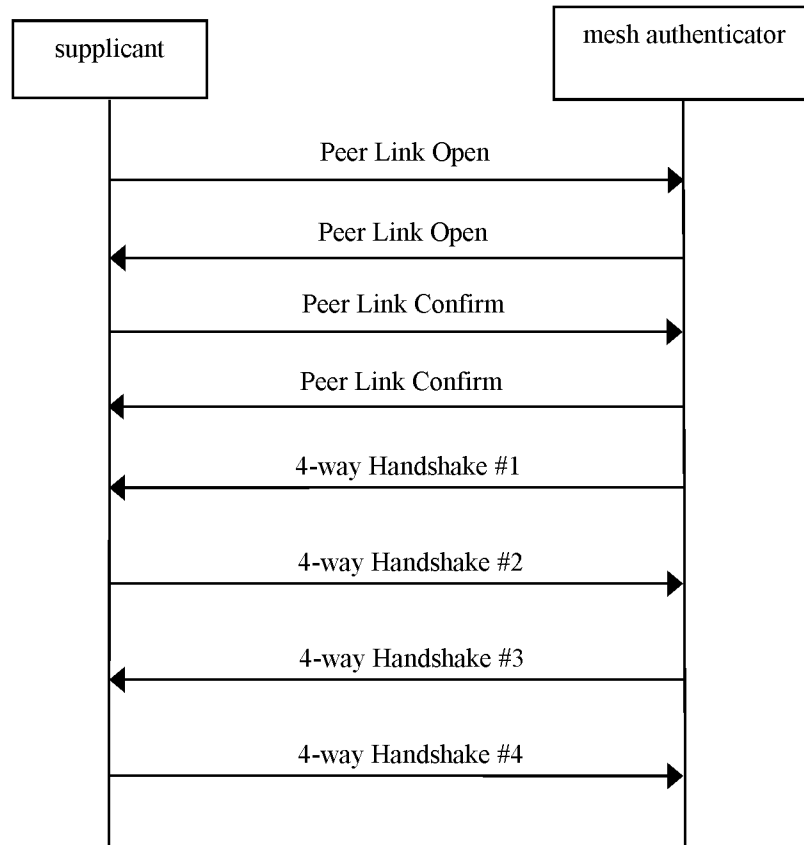 supplicant
mesh authenticator
Peer Link Open
Peer Link Open
Peer Link Confirm
Peer Link Confirm
4-way Handshake #1
4-way Handshake #2
4-way Handshake #3
4-way Handshake #4